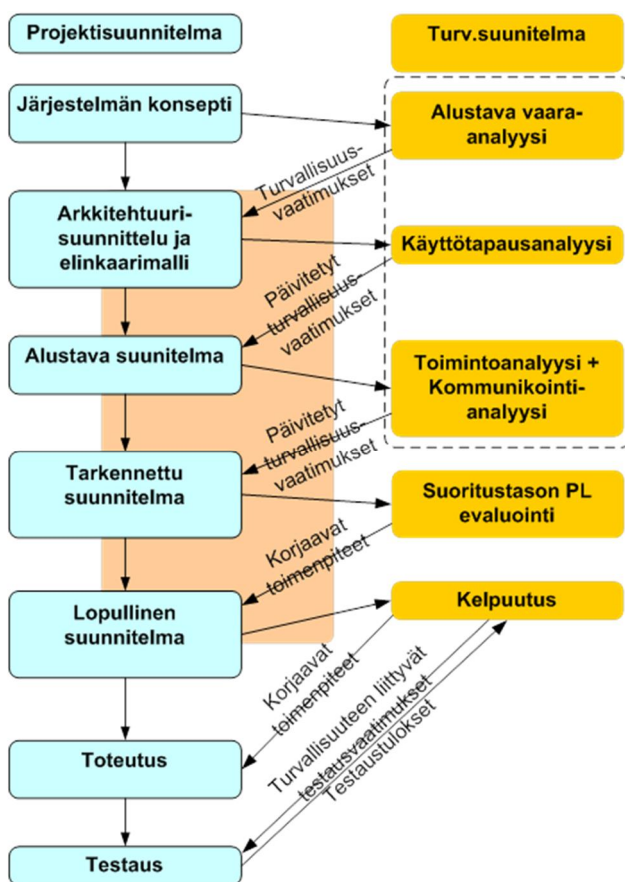 Projektisuunnitelma
Turv.suunitelma
Järjestelmän konsepti
Alustava vaara-
analyysi
Turvallisuus-
vaatimukset
Arkkitehtuuri-
suunnittelu ja
elinkaarimalli
Käyttötapausanalyysi
Päivitetyt
turvallisuus-
vaatimukset
Alustava suunitelma
Toimintoanalyysi +
Kommunikointi-
analyysi
Päivitetyt
turvallisuus-
vaatimukset
Tarkennettu
suunnitelma
Suoritustason PL
evaluointi
Korjaavat
toimenpiteet
Lopullinen
suunnitelma
Kelpuutus
Korjaavat
toimenpiteet
Turvallisuuteen liittyvät
testausvaatimukset
Testaustulokset
Toteutus
Testaus